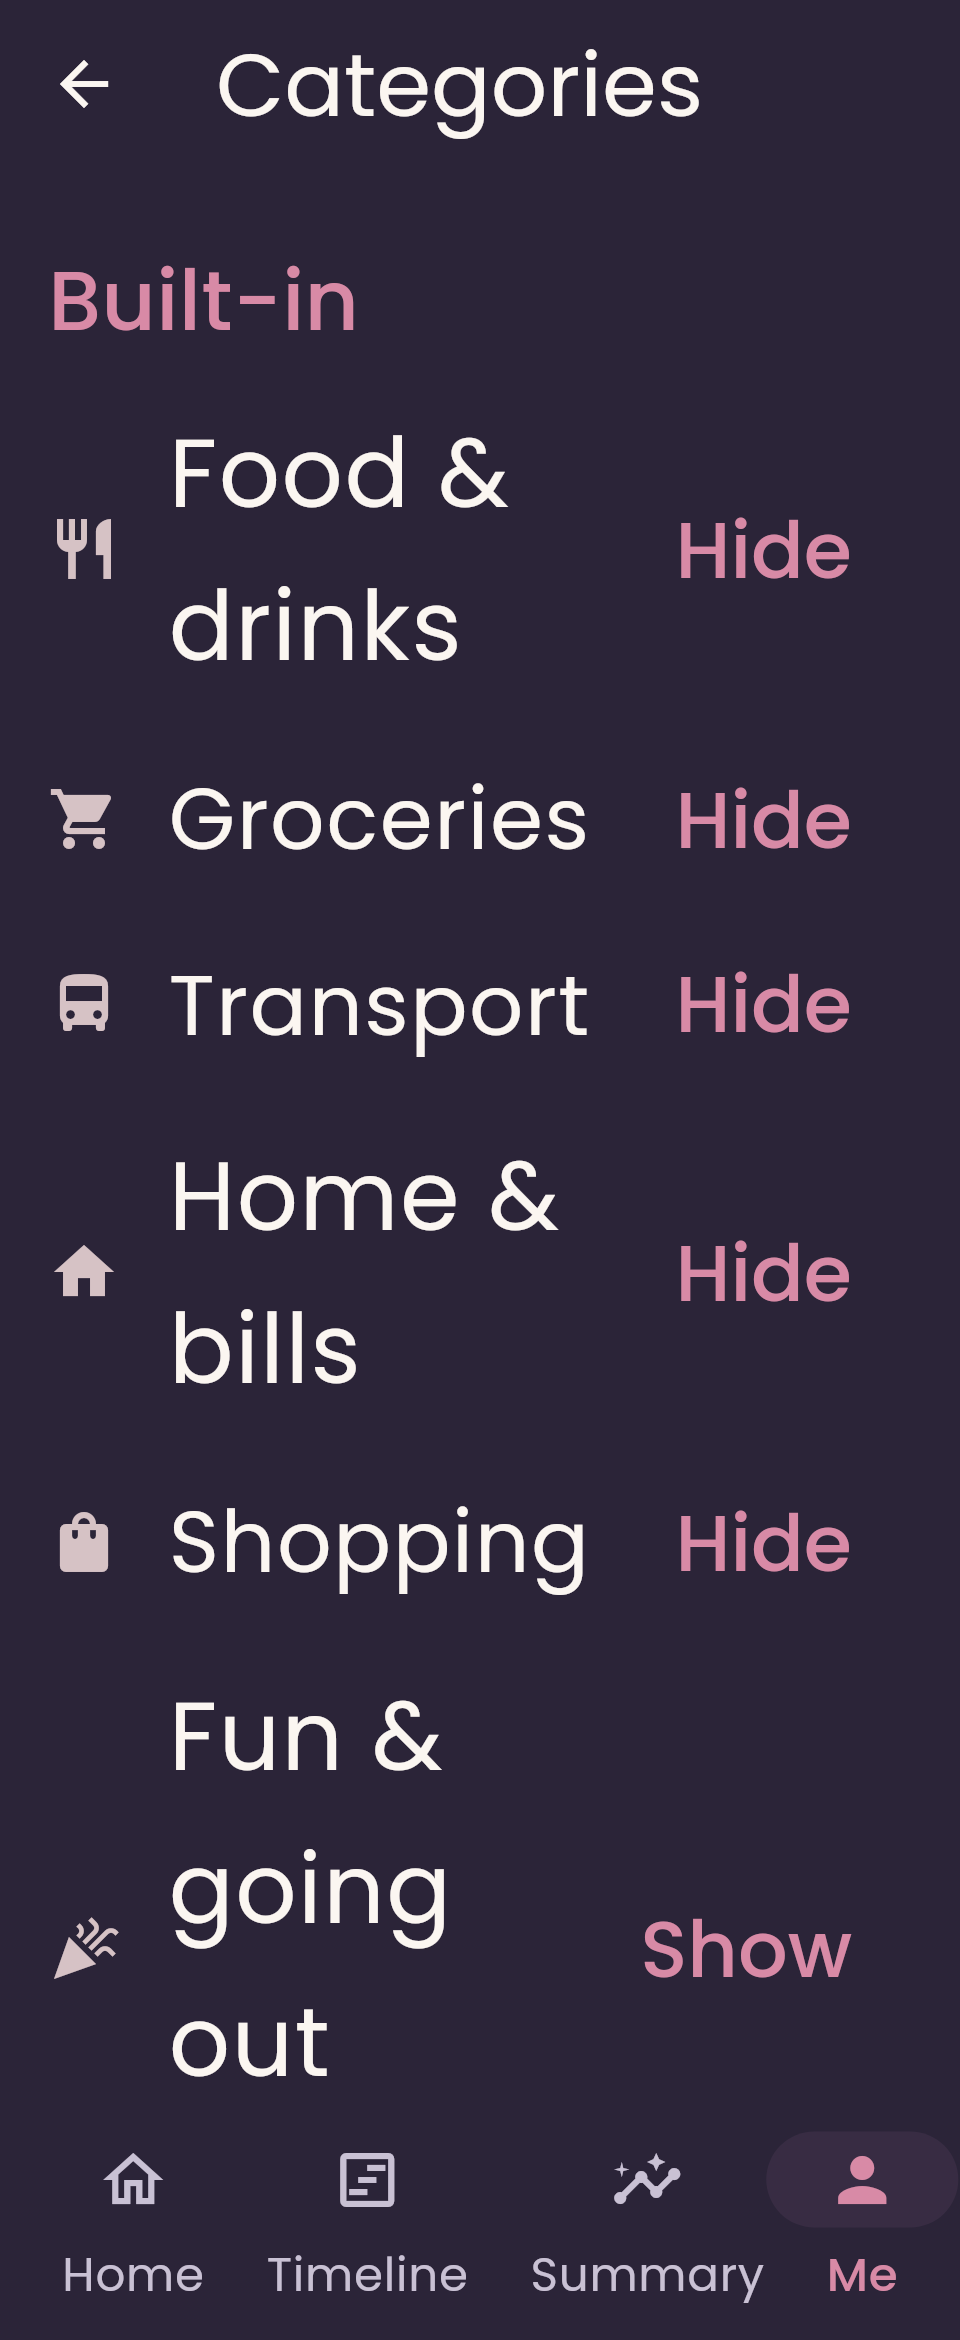 Categories
Built-in
Food &
drinks
Hide
Groceries
Hide
Transport
Hide
Home &
bills
Hide
Shopping
Hide
Fun &
going
out
Show
Home
Timeline
Summary
Me